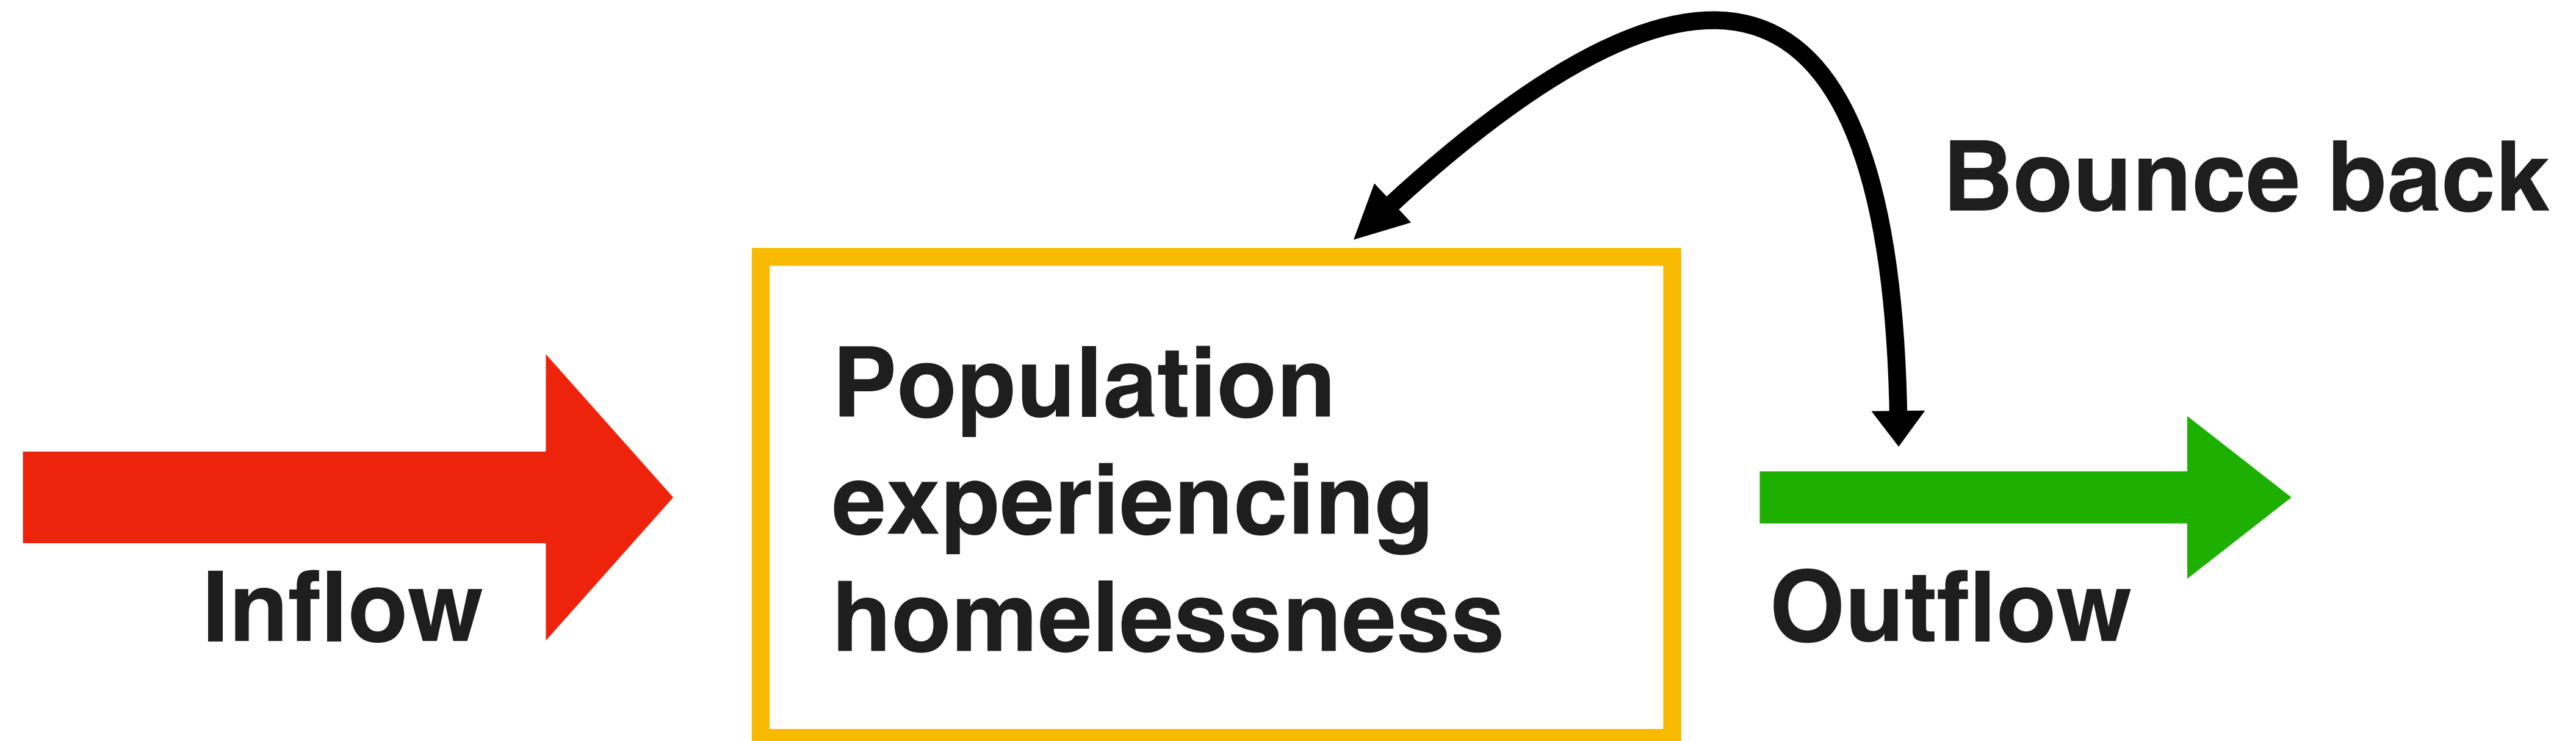 Bounce back
Population
experiencing
homelessness
Inflow
Outflow